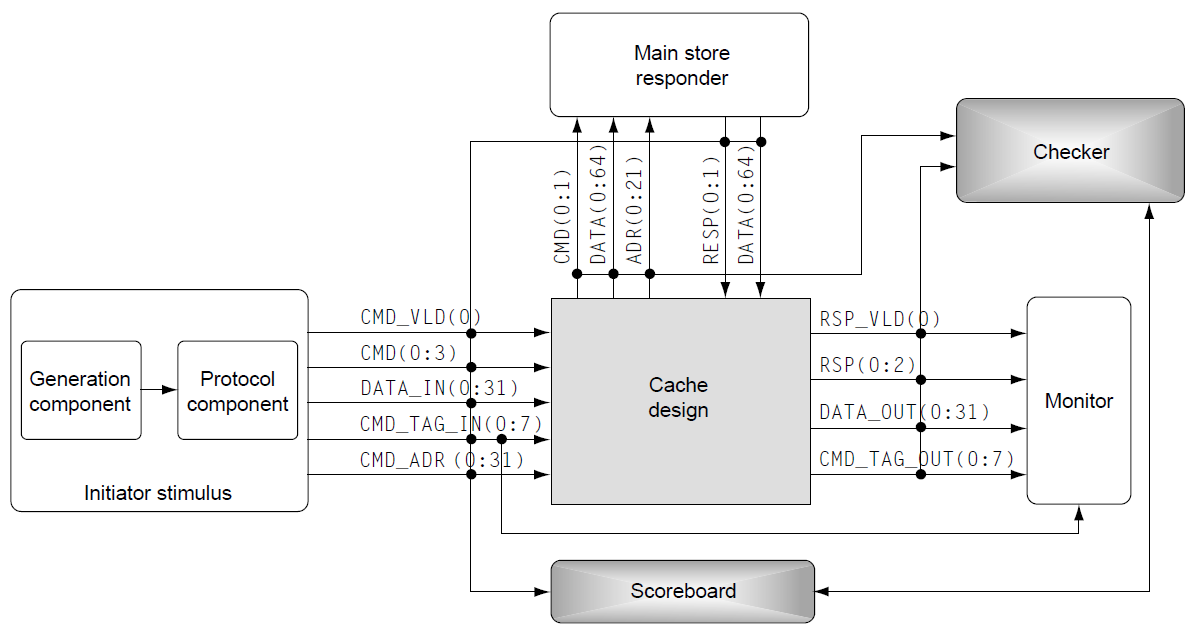 Main store
responder
Checker
CMD(0:1)
DATA(0:64)
ADR(0:21)
RESP(0:1)
DATA(0:64)
CMD_VLD(0)
CMD(0:3)
DATA_IN(0:31)
CMD_TAG_IN(0:7)
CMD_ADR (0:31)
Generation
component
Protocol
component
Initiator stimulus
Cache
design
RSP_VLD(0)
RSP(0:2)
DATA_OUT(0:31)
CMD_TAG_OUT(0:7)
Monitor
Scoreboard